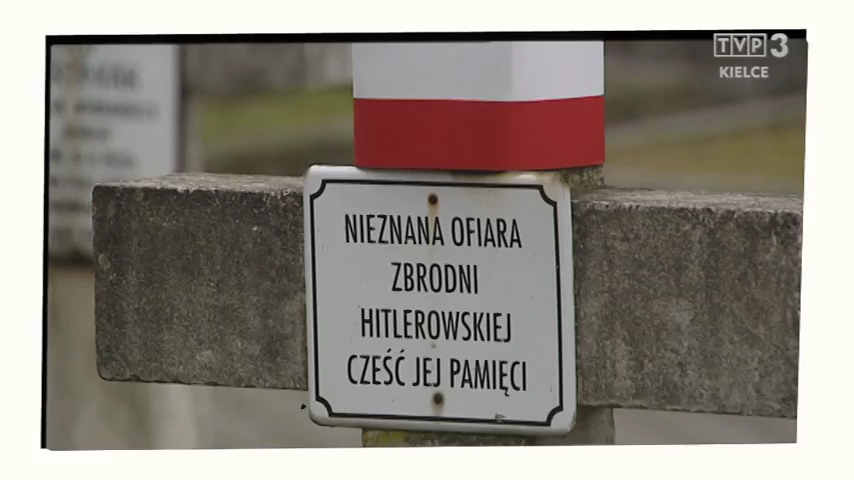 TVP3
KIELCE
NIEZNANA OFIARA
ZBRODNI
HITLEROWSKIEJ
CZEŚĆ JEJ PAMIĘCI